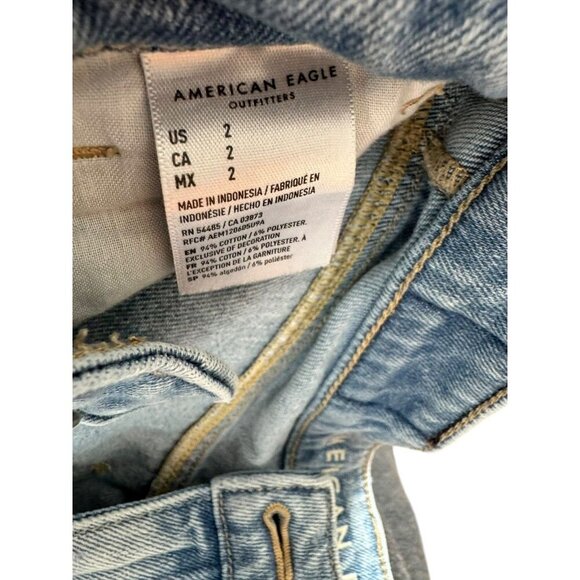 AMERICAN EAGLE
OUTFITTERS
US 2
CA 2
MX 2
MADE IN INDONESIA / FABRIQUÉ EN
INDONÉSIE / HECHO EN INDONESIA
RN 54485 / CA 03873
RFC# AEM1206D5U9A
EN 94% COTTON / 6% POLYESTER.
EXCLUSIVE OF DECORATION
FR 94% COTON / 6% POLYESTER. À
L'EXCEPTION DE LA GARNITURE
SP 94% algodón / 6% poliéster